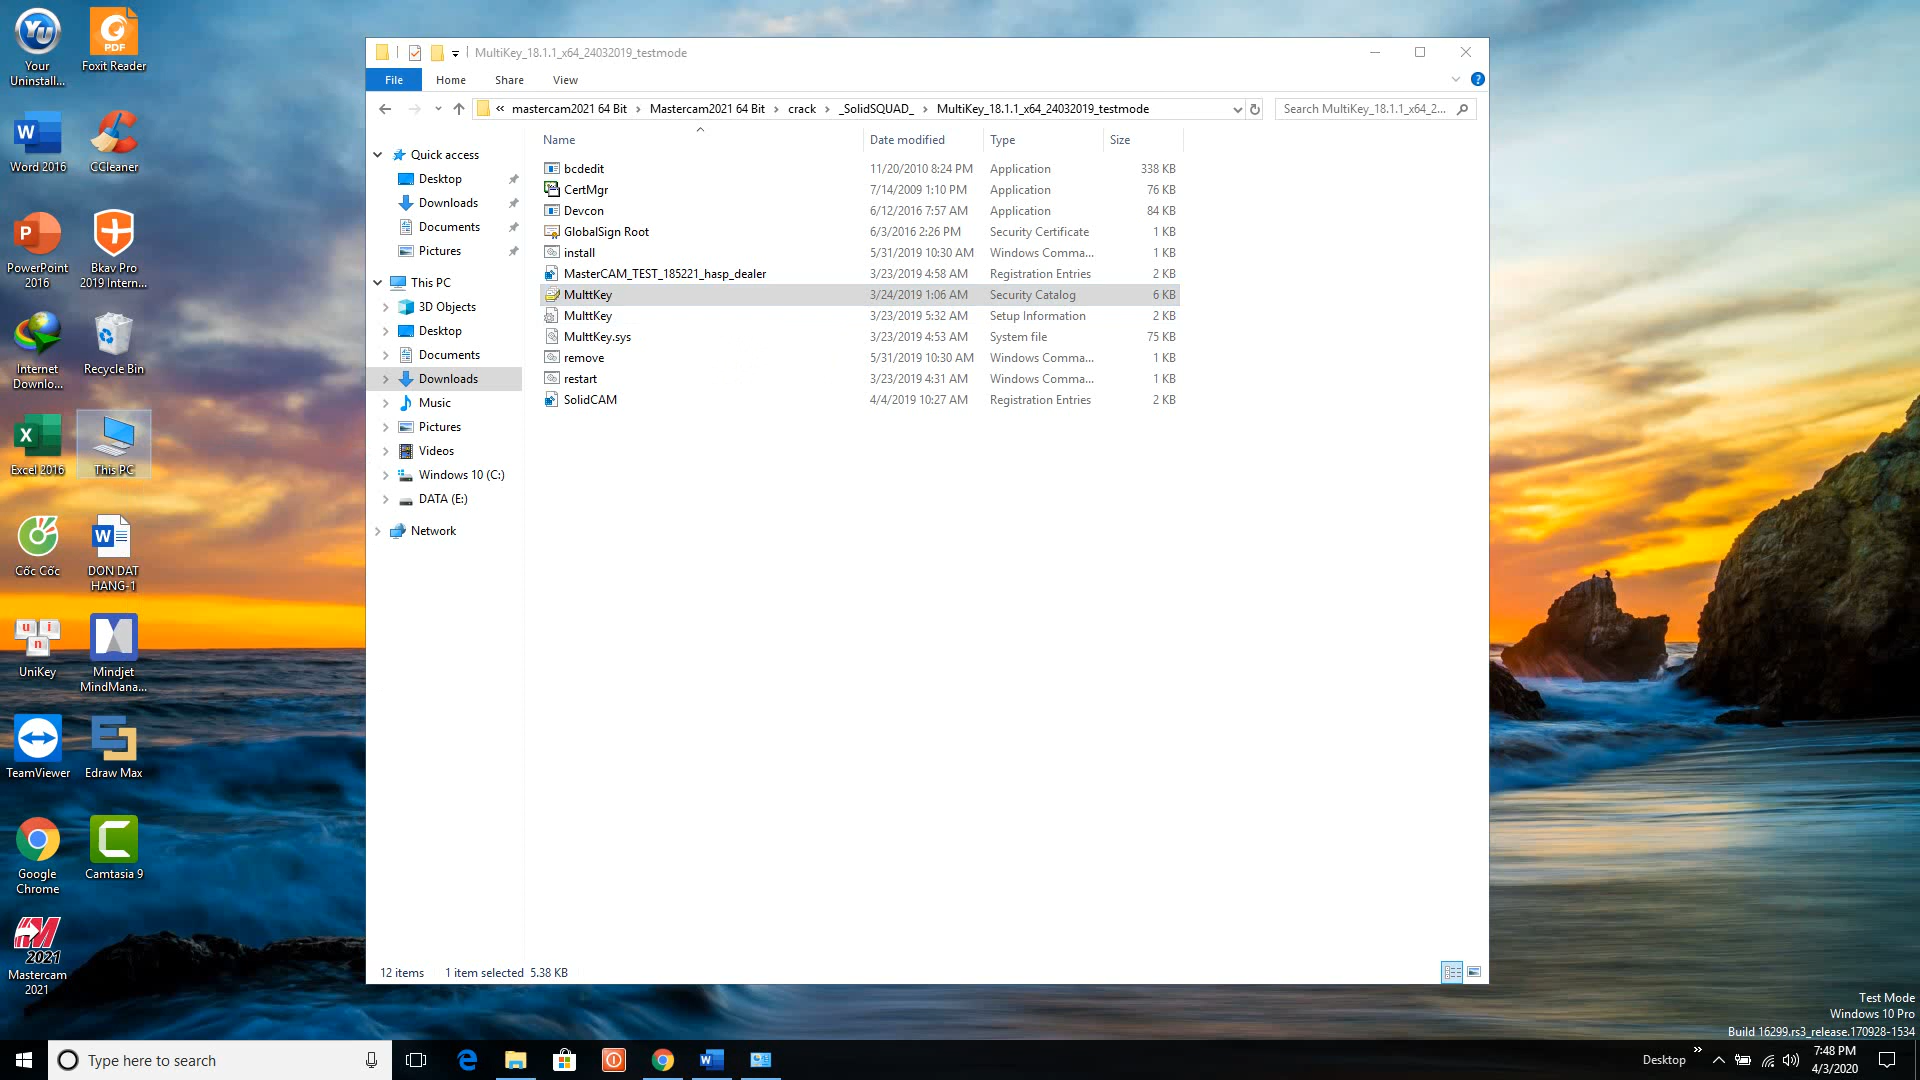 Your
Uninstall...
Foxit Reader
Word 2016
CCleaner
PowerPoint
2016
Bkav Pro
2019 Intern...
Internet
Downlo...
Recycle Bin
Excel 2016
This PC
Cốc Cốc
DON DAT
HANG-1
UniKey
Mindjet
MindMana...
TeamViewer
Edraw Max
Google
Chrome
Camtasia 9
2021
Mastercam
2021
MultiKey_18.1.1_x64_24032019_testmode
File Home Share View
« mastercam2021 64 Bit › Mastercam2021 64 Bit › crack › _SolidSQUAD_ › MultiKey_18.1.1_x64_24032019_testmode
Search MultiKey_18.1.1_x64_2...
Quick access
Desktop
Downloads
Documents
Pictures
This PC
3D Objects
Desktop
Documents
Downloads
Music
Pictures
Videos
Windows 10 (C:)
DATA (E:)
Network
Name Date modified Type Size
bcdedit 11/20/2010 8:24 PM Application 338 KB
CertMgr 7/14/2009 1:10 PM Application 76 KB
Devcon 6/12/2016 7:57 AM Application 84 KB
GlobalSign Root 6/3/2016 2:26 PM Security Certificate 1 KB
install 5/31/2019 10:30 AM Windows Comma... 1 KB
MasterCAM_TEST_185221_hasp_dealer 3/23/2019 4:58 AM Registration Entries 2 KB
MulttKey 3/24/2019 1:06 AM Security Catalog 6 KB
MulttKey 3/23/2019 5:32 AM Setup Information 2 KB
MulttKey.sys 3/23/2019 4:53 AM System file 75 KB
remove 5/31/2019 10:30 AM Windows Comma... 1 KB
restart 3/23/2019 4:31 AM Windows Comma... 1 KB
SolidCAM 4/4/2019 10:27 AM Registration Entries 2 KB
12 items 1 item selected 5.38 KB
Test Mode
Windows 10 Pro
Build 16299.rs3_release.170928-1534
Type here to search
Desktop
7:48 PM
4/3/2020